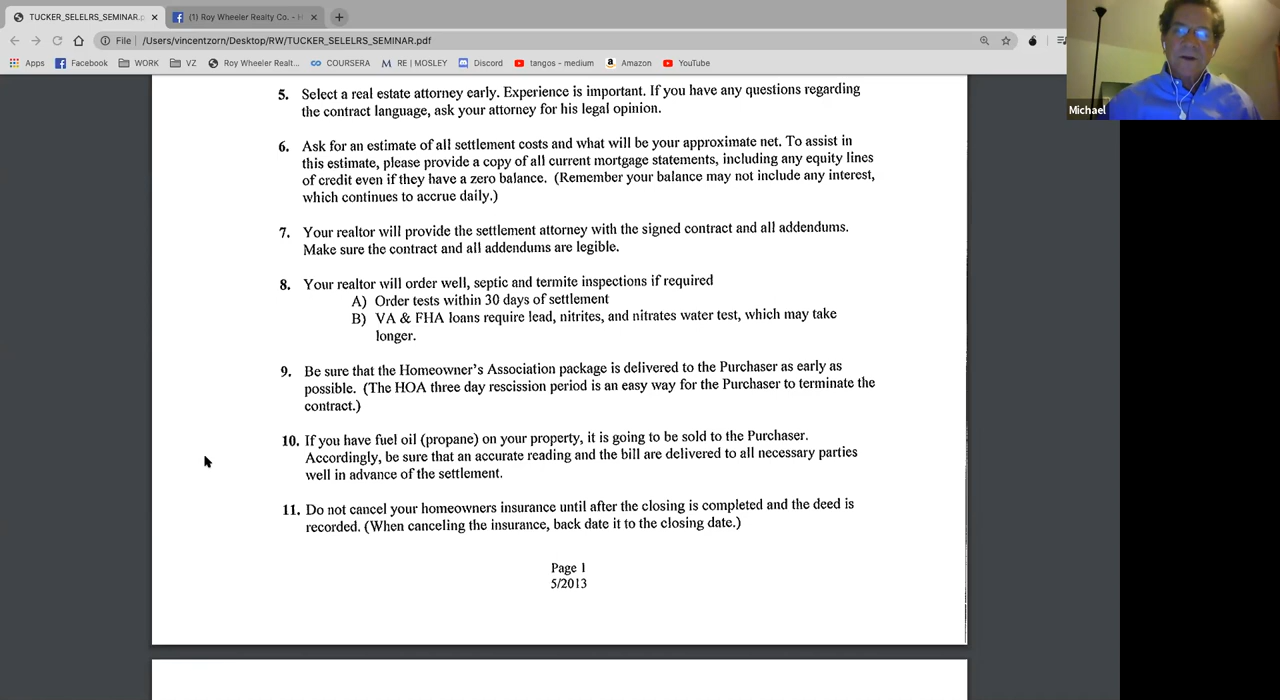 TUCKER_SELELRS_SEMINAR.p
(1) Roy Wheeler Realty Co. - H
File | /Users/vincentzorn/Desktop/RW/TUCKER_SELELRS_SEMINAR.pdf
Apps Facebook WORK VZ Roy Wheeler Realt... COURSERA RE | MOSLEY Discord tangos - medium Amazon YouTube
Michael
5. Select a real estate attorney early. Experience is important. If you have any questions regarding
the contract language, ask your attorney for his legal opinion.
6. Ask for an estimate of all settlement costs and what will be your approximate net. To assist in
this estimate, please provide a copy of all current mortgage statements, including any equity lines
of credit even if they have a zero balance. (Remember your balance may not include any interest,
which continues to accrue daily.)
7. Your realtor will provide the settlement attorney with the signed contract and all addendums.
Make sure the contract and all addendums are legible.
8. Your realtor will order well, septic and termite inspections if required
A) Order tests within 30 days of settlement
B) VA & FHA loans require lead, nitrites, and nitrates water test, which may take
longer.
9. Be sure that the Homeowner's Association package is delivered to the Purchaser as early as
possible. (The HOA three day rescission period is an easy way for the Purchaser to terminate the
contract.)
10. If you have fuel oil (propane) on your property, it is going to be sold to the Purchaser.
Accordingly, be sure that an accurate reading and the bill are delivered to all necessary parties
well in advance of the settlement.
11. Do not cancel your homeowners insurance until after the closing is completed and the deed is
recorded. (When canceling the insurance, back date it to the closing date.)
Page 1
5/2013